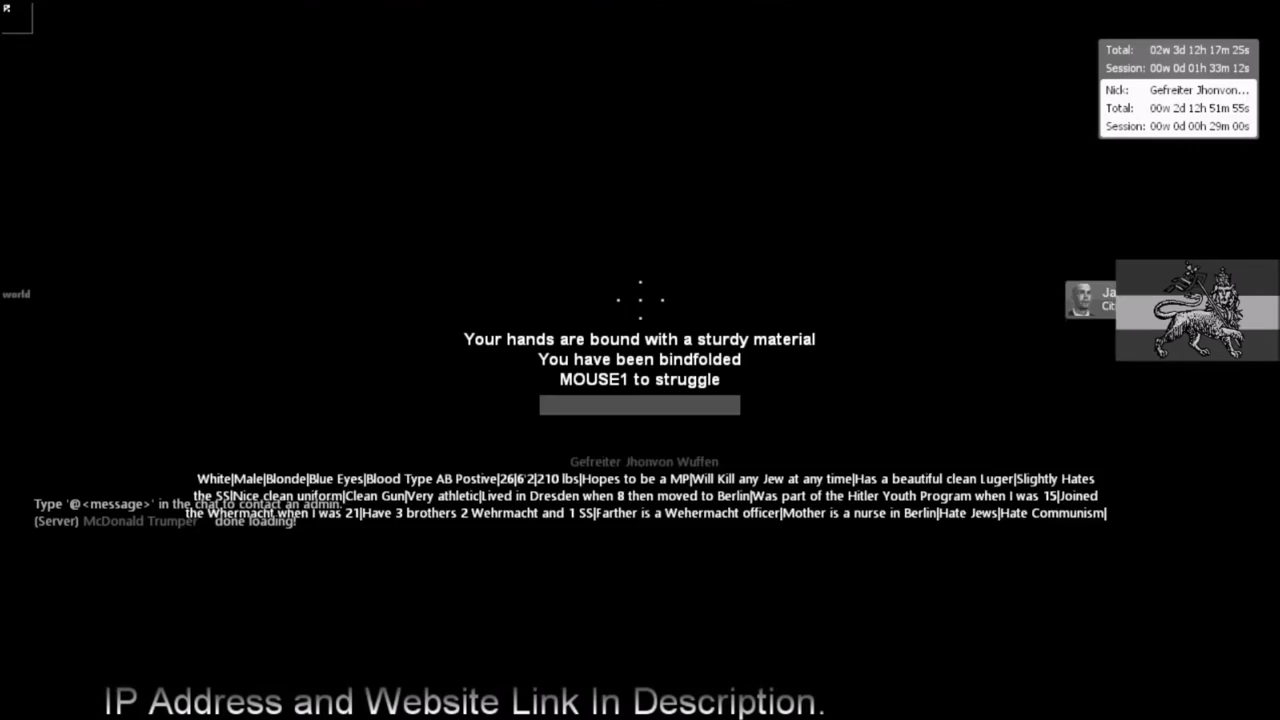 Total: 02w 3d 12h 17m 25s
Session: 00w 0d 01h 33m 12s
Nick: Gefreiter Jhonvon...
Total: 00w 2d 12h 51m 55s
Session: 00w 0d 00h 29m 00s
world
Ja
Cit
Your hands are bound with a sturdy material
You have been bindfolded
MOUSE1 to struggle
Gefreiter Jhonvon Wuffen
White|Male|Blonde|Blue Eyes|Blood Type AB Postive|26|6'2|210 lbs|Hopes to be a MP|Will Kill any Jew at any time|Has a beautiful clean Luger|Slightly Hates
the SS|Nice clean uniform|Clean Gun|Very athletic|Lived in Dresden when 8 then moved to Berlin|Was part of the Hitler Youth Program when I was 15|Joined
the Whermacht when I was 21|Have 3 brothers 2 Wehrmacht and 1 SS|Farther is a Wehermacht officer|Mother is a nurse in Berlin|Hate Jews|Hate Communism|
Type '@<message>' in the chat to contact an admin.
(Server) McDonald Trumper done loading!
IP Address and Website Link In Description.